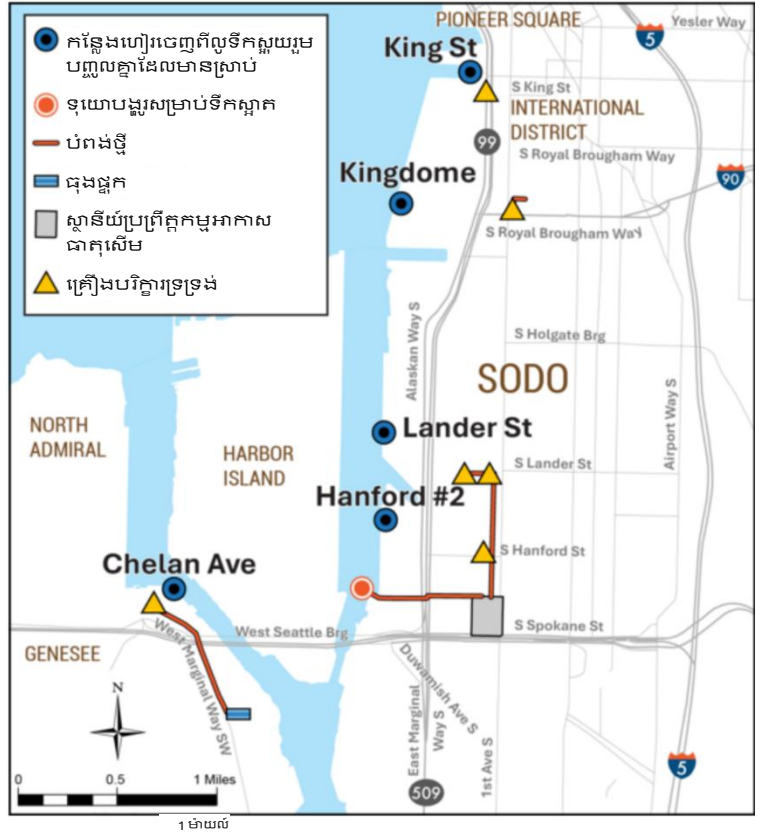 កន្លែងហៀរចេញពីលូទឹកស្អុយរួម
បញ្ចូលគ្នាដែលមានស្រាប់
ទុយោបង្ហូរសម្រាប់ទឹកស្អាត
បំពង់ថ្មី
ធុងផ្ទុក
ស្ថានីយ៍ប្រព្រឹត្តកម្មអាកាស
ធាតុសើម
គ្រឿងបរិក្ខារទ្រទ្រង់
PIONEER SQUARE
Yesler Way
5
King St
S King St
INTERNATIONAL
DISTRICT
99
S Royal Brougham Way
90
Kingdome
S Royal Brougham Way
Alaskan Way S
S Holgate Brg
SODO
Airport Way S
NORTH
ADMIRAL
HARBOR
ISLAND
Lander St
S Lander St
Hanford #2
S Hanford St
Chelan Ave
S Spokane St
West Seattle Brg
GENESEE
West Marginal Way SW
Duwamish Ave S
East Marginal
Way S
1st Ave S
N
5
509
0 0.5 1 Miles
1 ម៉ាយល៍